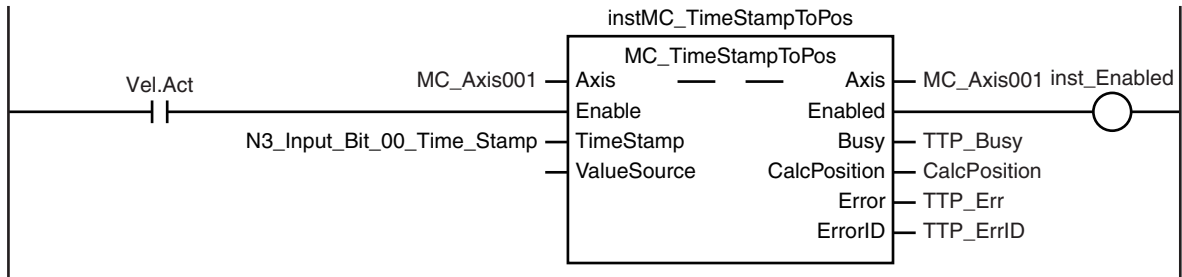 instMC_TimeStampToPos
MC_TimeStampToPos
Vel.Act
MC_Axis001 Axis Axis MC_Axis001 inst_Enabled
Enable Enabled
N3_Input_Bit_00_Time_Stamp TimeStamp Busy TTP_Busy
ValueSource CalcPosition CalcPosition
Error TTP_Err
ErrorID TTP_ErrID